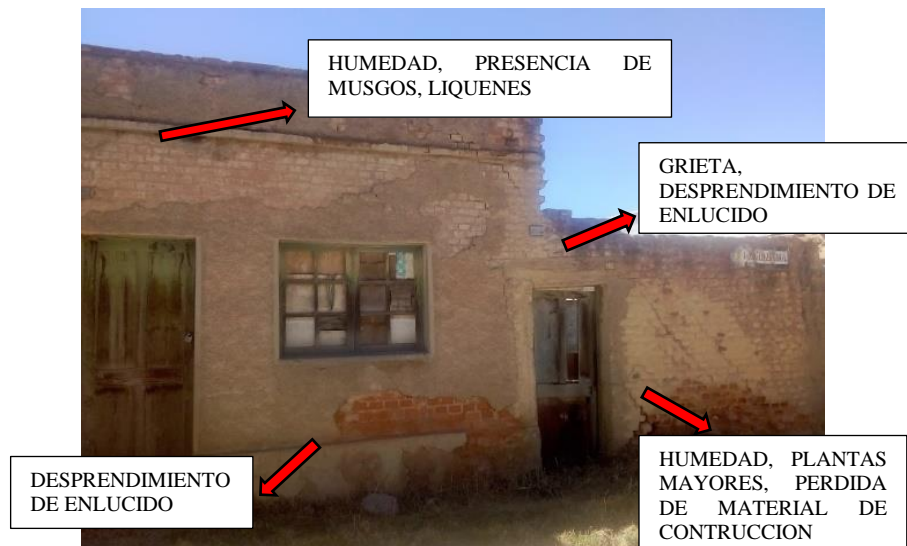 HUMEDAD, PRESENCIA DE
MUSGOS, LIQUENES
GRIETA,
DESPRENDIMIENTO DE
ENLUCIDO
DESPRENDIMIENTO
DE ENLUCIDO
HUMEDAD, PLANTAS
MAYORES, PERDIDA
DE MATERIAL DE
CONTRUCCION